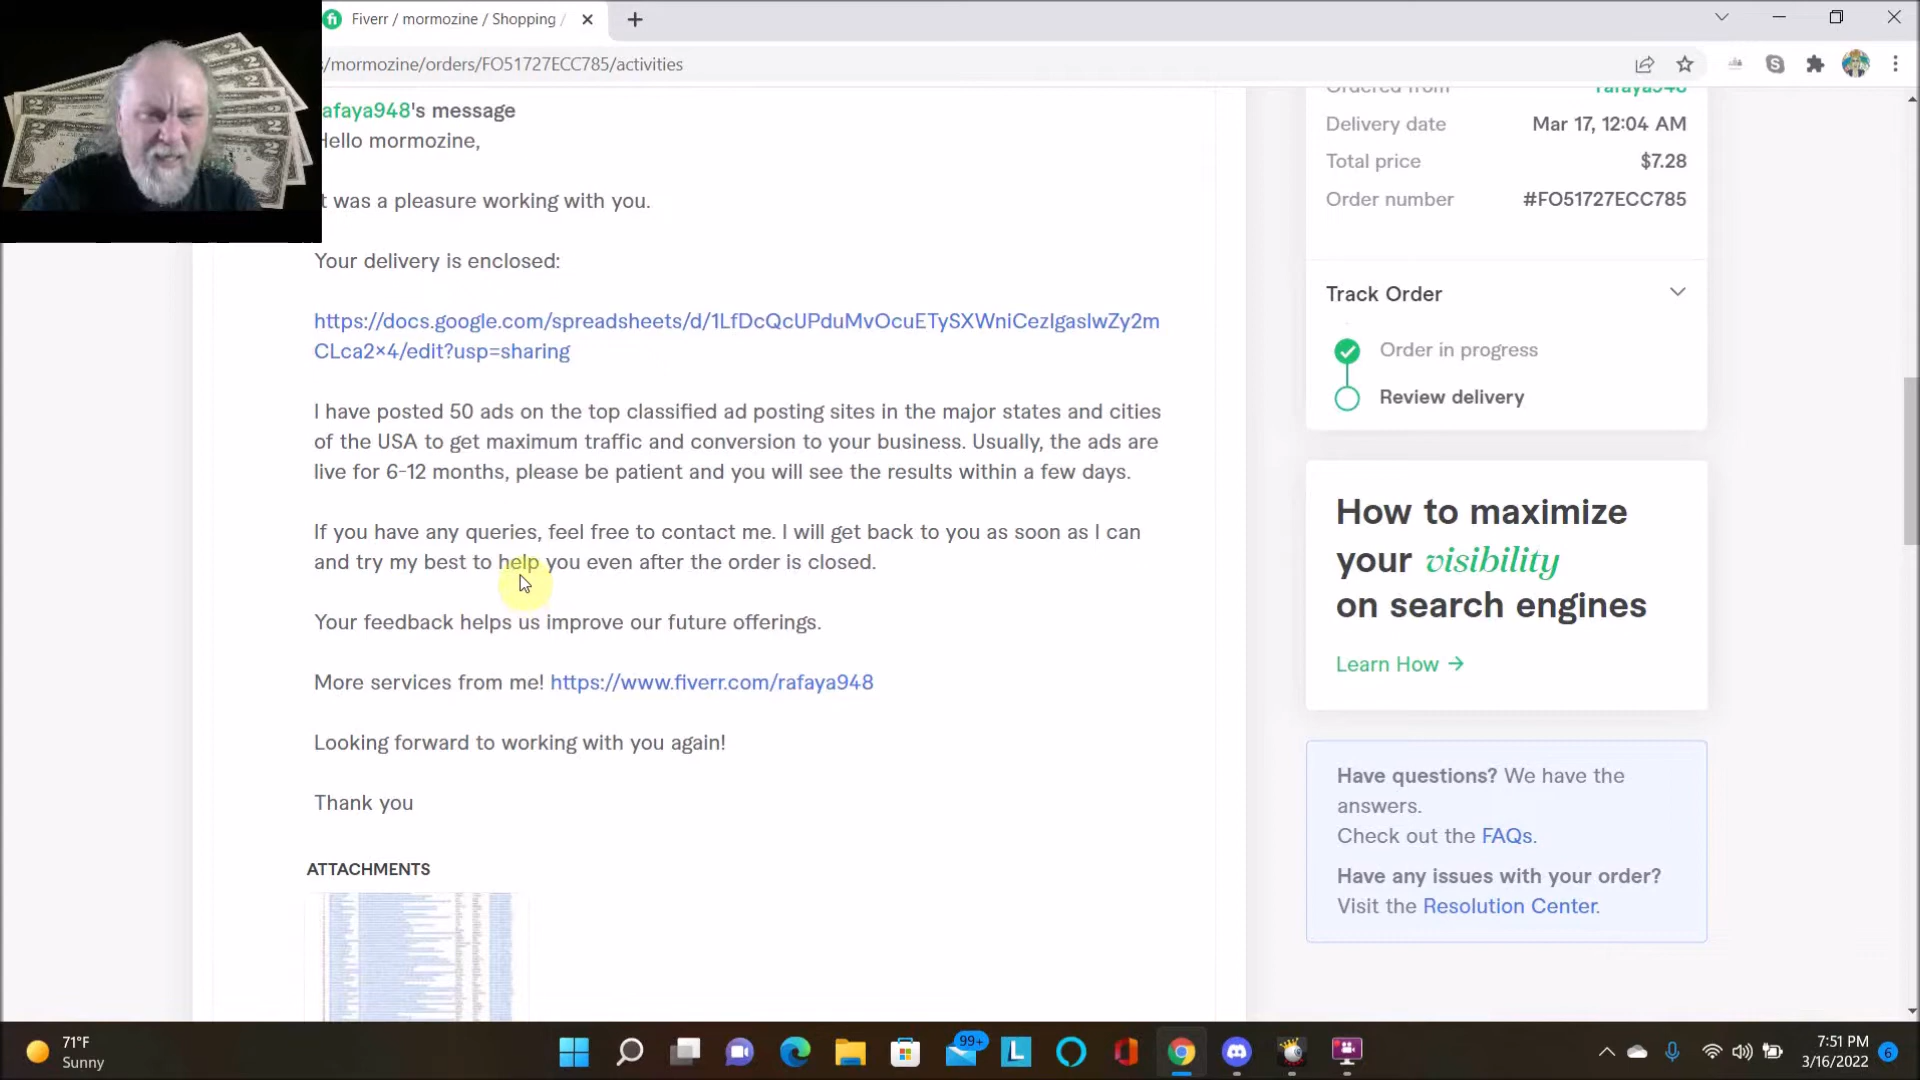 Fiverr / mormozine / Shopping /
/mormozine/orders/FO51727ECC785/activities
afaya948's message
Hello mormozine,
It was a pleasure working with you.
Your delivery is enclosed:
https://docs.google.com/spreadsheets/d/1LfDcQcUPduMvOcuETySXWniCezIgaslwZy2m
CLca2x4/edit?usp=sharing
I have posted 50 ads on the top classified ad posting sites in the major states and cities
of the USA to get maximum traffic and conversion to your business. Usually, the ads are
live for 6-12 months, please be patient and you will see the results within a few days.
If you have any queries, feel free to contact me. I will get back to you as soon as I can
and try my best to help you even after the order is closed.
Your feedback helps us improve our future offerings.
More services from me! https://www.fiverr.com/rafaya948
Looking forward to working with you again!
Thank you
ATTACHMENTS
Ordered from rafaya948
Delivery date Mar 17, 12:04 AM
Total price $7.28
Order number #FO51727ECC785
Track Order
Order in progress
Review delivery
How to maximize
your visibility
on search engines
Learn How →
Have questions? We have the
answers.
Check out the FAQs.
Have any issues with your order?
Visit the Resolution Center.
71°F
Sunny
99+
7:51 PM
3/16/2022
6